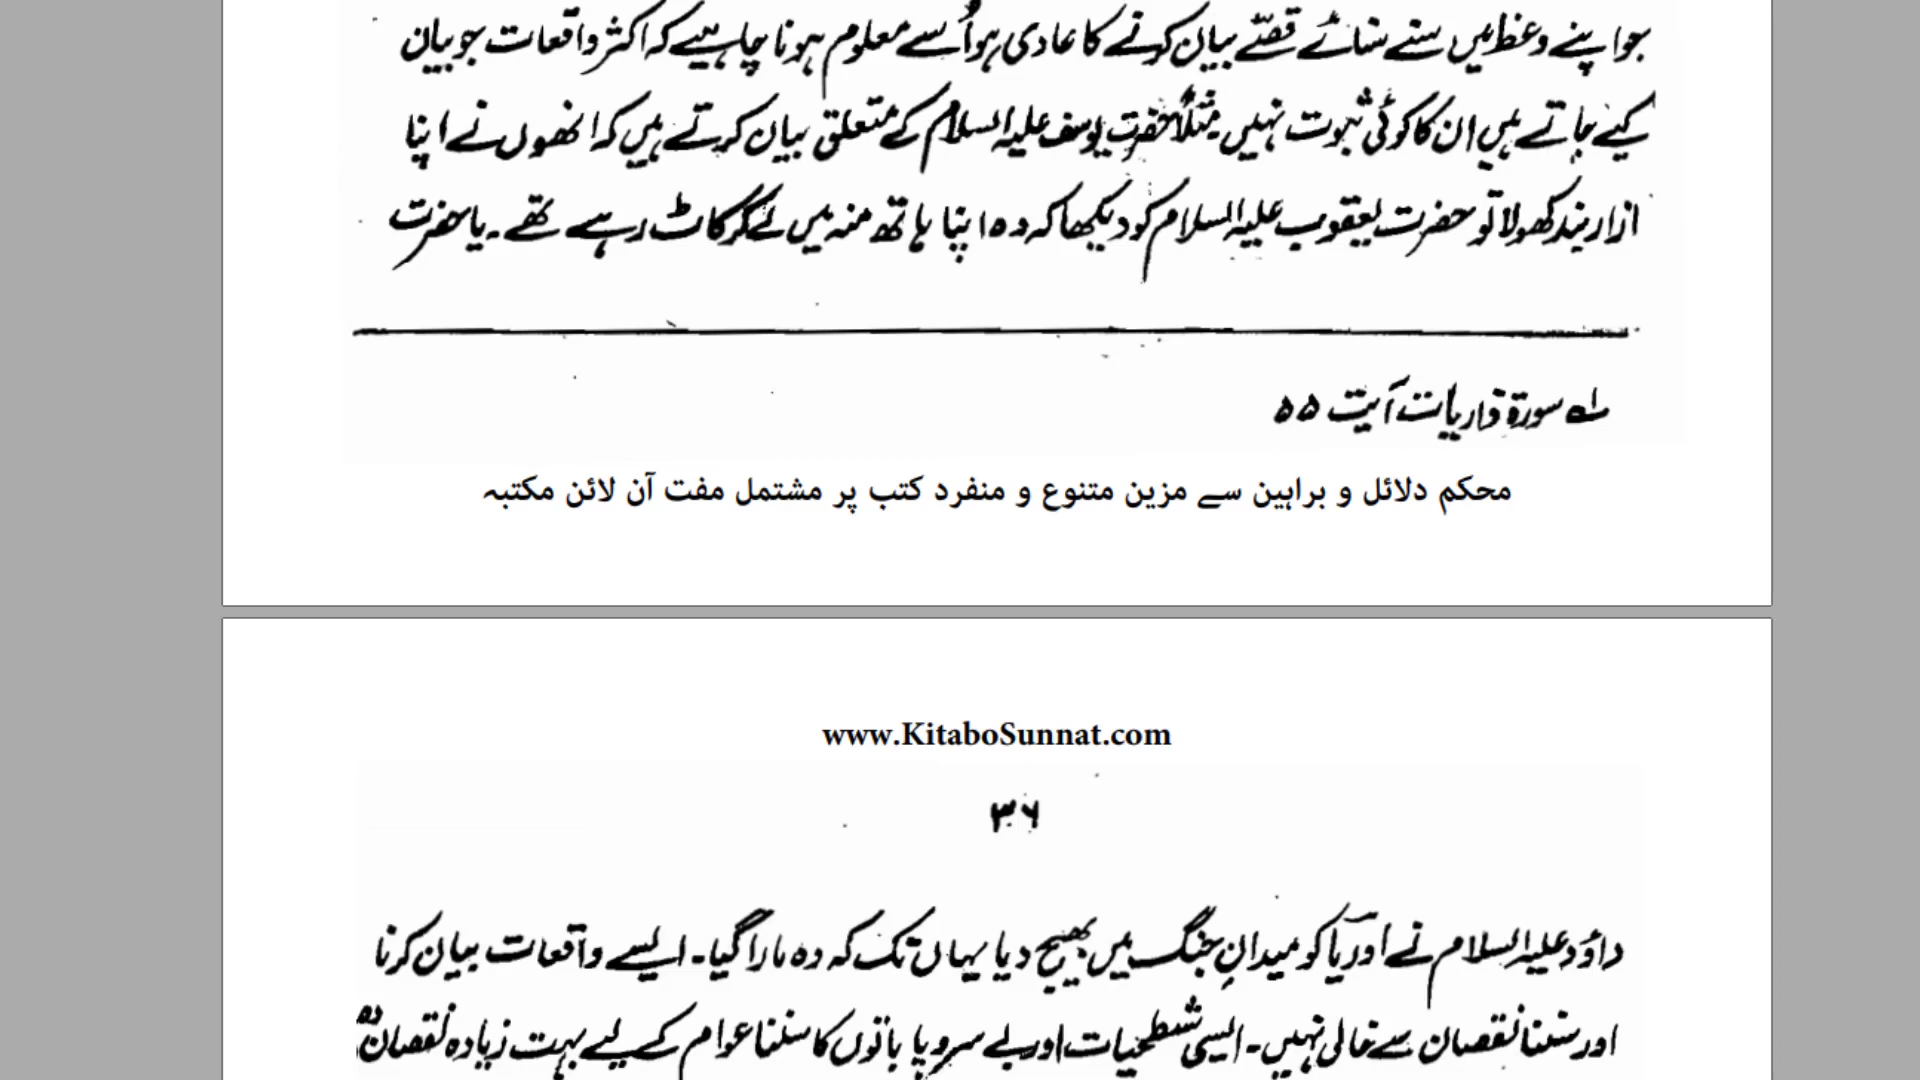 جو اپنے وعظ میں سنے سنائے قصّے بیان کرنے کا عادی ہو اُسے معلوم ہونا چاہیے کہ اکثر واقعات جو بیان
کیے جاتے ہیں ان کا کوئی ثبوت نہیں۔ مثلاً حضرت یوسف علیہ السلام کے متعلق بیان کرتے ہیں کہ انھوں نے اپنا
ازار بند کھولا تو حضرت یعقوب علیہ السلام کو دیکھا کہ وہ اپنا ہاتھ منہ میں لے کر کاٹ رہے تھے۔ یا حضرت
۱؎ سورۃ ذاریات آیت ۵۵
محکم دلائل و براہین سے مزین متنوع و منفرد کتب پر مشتمل مفت آن لائن مکتبہ
www.KitaboSunnat.com
۳۶
داؤد علیہ السلام نے اوریا کو میدانِ جنگ میں بھیج دیا یہاں تک کہ وہ مارا گیا۔ ایسے واقعات بیان کرنا
اور سننا نقصان سے خالی نہیں۔ ایسی شطحیات اور بے سروپا باتوں کا سننا عوام کے لیے بہت زیادہ نقصان دہ